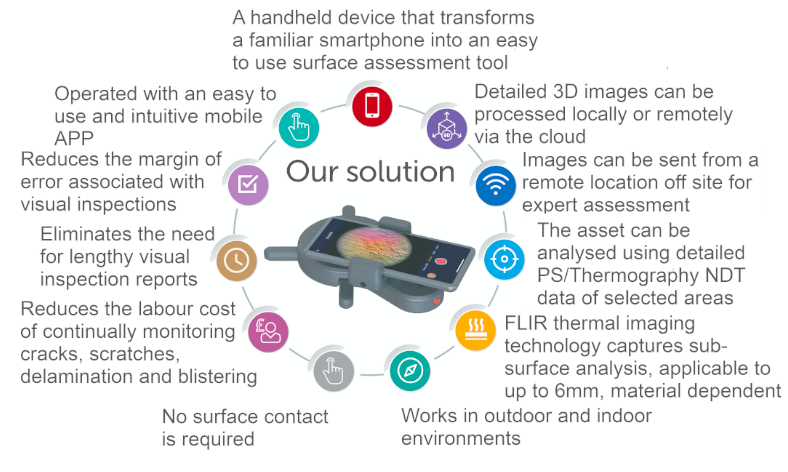 A handheld device that transforms
a familiar smartphone into an easy
to use surface assessment tool
Detailed 3D images can be
processed locally or remotely
via the cloud
Images can be sent from a
remote location off site for
expert assessment
The asset can be
analysed using detailed
PS/Thermography NDT
data of selected areas
FLIR thermal imaging
technology captures sub-
surface analysis, applicable to
up to 6mm, material dependent
Works in outdoor and indoor
environments
No surface contact
is required
Reduces the labour cost
of continually monitoring
cracks, scratches,
delamination and blistering
Eliminates the need
for lengthy visual
inspection reports
Reduces the margin of
error associated with
visual inspections
Operated with an easy to
use and intuitive mobile
APP
Our solution
3D
£